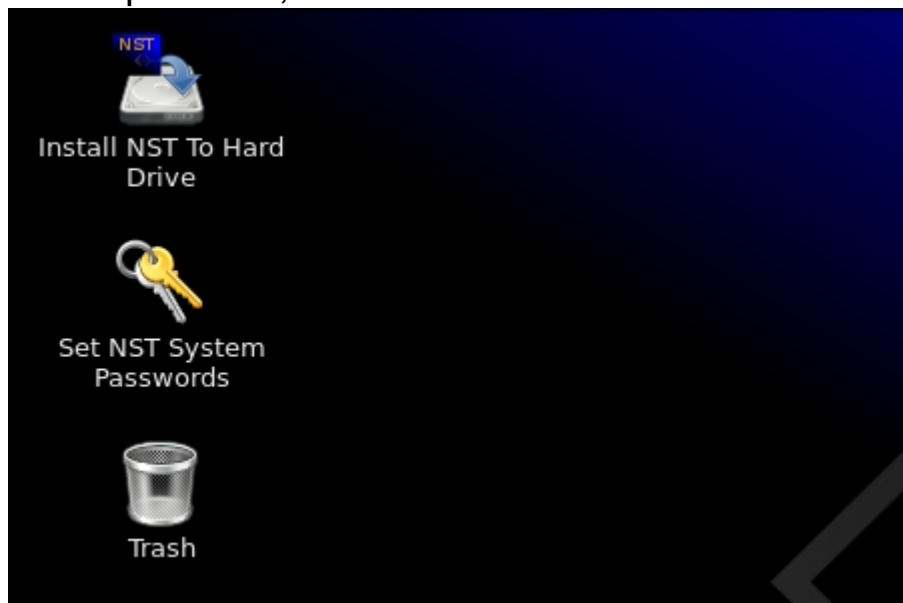 NST
Install NST To Hard
Drive
Set NST System
Passwords
Trash